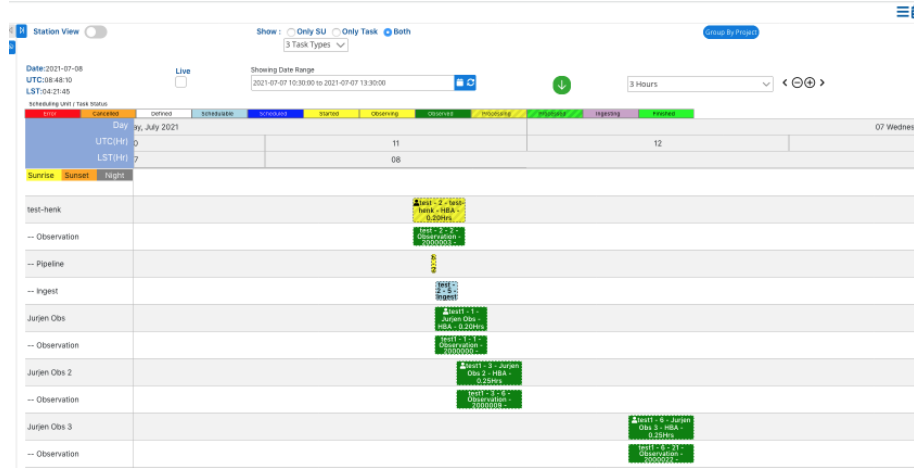 Station View
Show : Only SU Only Task Both
Group By Project
3 Task Types
Date:2021-07-08
UTC:08:48:10
LST:04:21:45
Live
Showing Date Range
2021-07-07 10:30:00 to 2021-07-07 13:30:00
3 Hours
Scheduling Unit / Task Status
Error Cancelled Defined Schedulable Scheduled Started Observing Observed Processing Processed Ingesting Finished
Day ay, July 2021 07 Wednes
UTC(Hr) 0 11 12
LST(Hr) 7 08
Sunrise Sunset Night
test-henk
test - 2 - test-
henk - HBA -
0.20Hrs
-- Observation
test - 2 - 2 -
Observation -
2000003 -
-- Pipeline
-- Ingest
test -
2 - 5 -
Ingest
Jurjen Obs
test1 - 1 -
Jurjen Obs -
HBA - 0.20Hrs
-- Observation
test1 - 1 - 1 -
Observation -
2000000 -
Jurjen Obs 2
test1 - 3 - Jurjen
Obs 2 - HBA -
0.25Hrs
-- Observation
test1 - 3 - 6 -
Observation -
2000009 -
Jurjen Obs 3
test1 - 6 - Jurjen
Obs 3 - HBA -
0.25Hrs
-- Observation
test1 - 6 - 21 -
Observation -
2000022 -